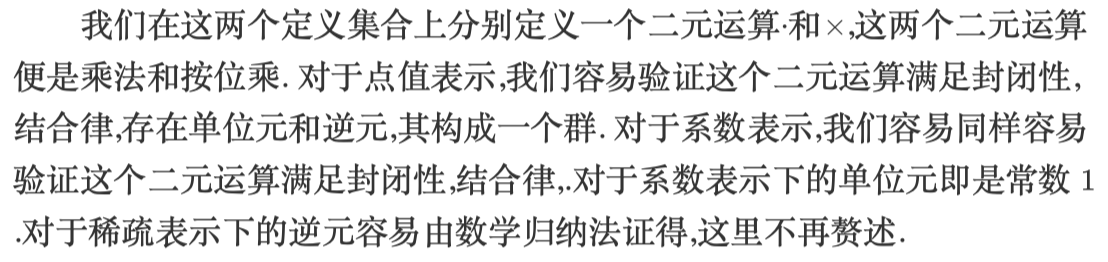 我们在这两个定义集合上分别定义一个二元运算·和×,这两个二元运算
便是乘法和按位乘. 对于点值表示,我们容易验证这个二元运算满足封闭性,
结合律,存在单位元和逆元,其构成一个群. 对于系数表示,我们容易同样容易
验证这个二元运算满足封闭性,结合律,.对于系数表示下的单位元即是常数 1
.对于稀疏表示下的逆元容易由数学归纳法证得,这里不再赘述.